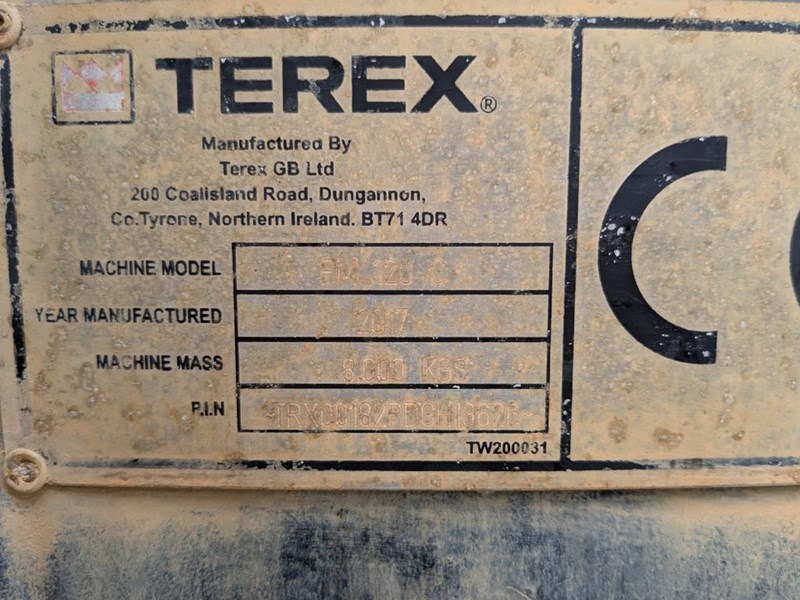 TEREX®
Manufactured By
Terex GB Ltd
200 Coalisland Road, Dungannon,
Co.Tyrone, Northern Ireland. BT71 4DR
MACHINE MODEL
YEAR MANUFACTURED 2017
MACHINE MASS KGS
P.I.N
TW200031